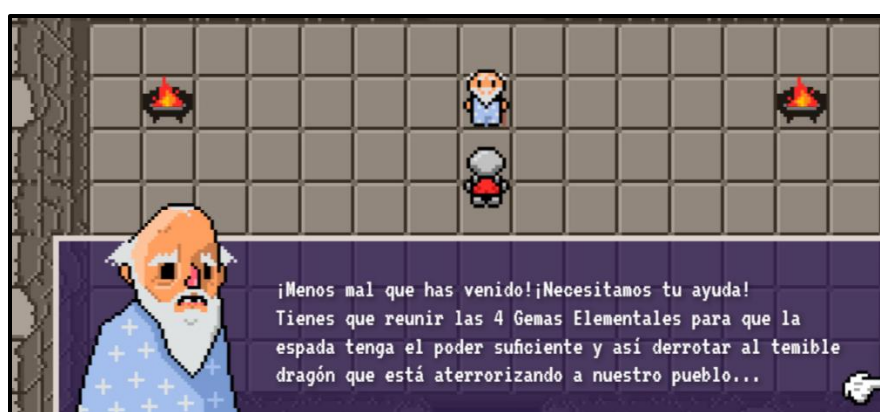 ¡Menos mal que has venido!¡Necesitamos tu ayuda!
Tienes que reunir las 4 Gemas Elementales para que la
espada tenga el poder suficiente y así derrotar al temible
dragón que está aterrorizando a nuestro pueblo...